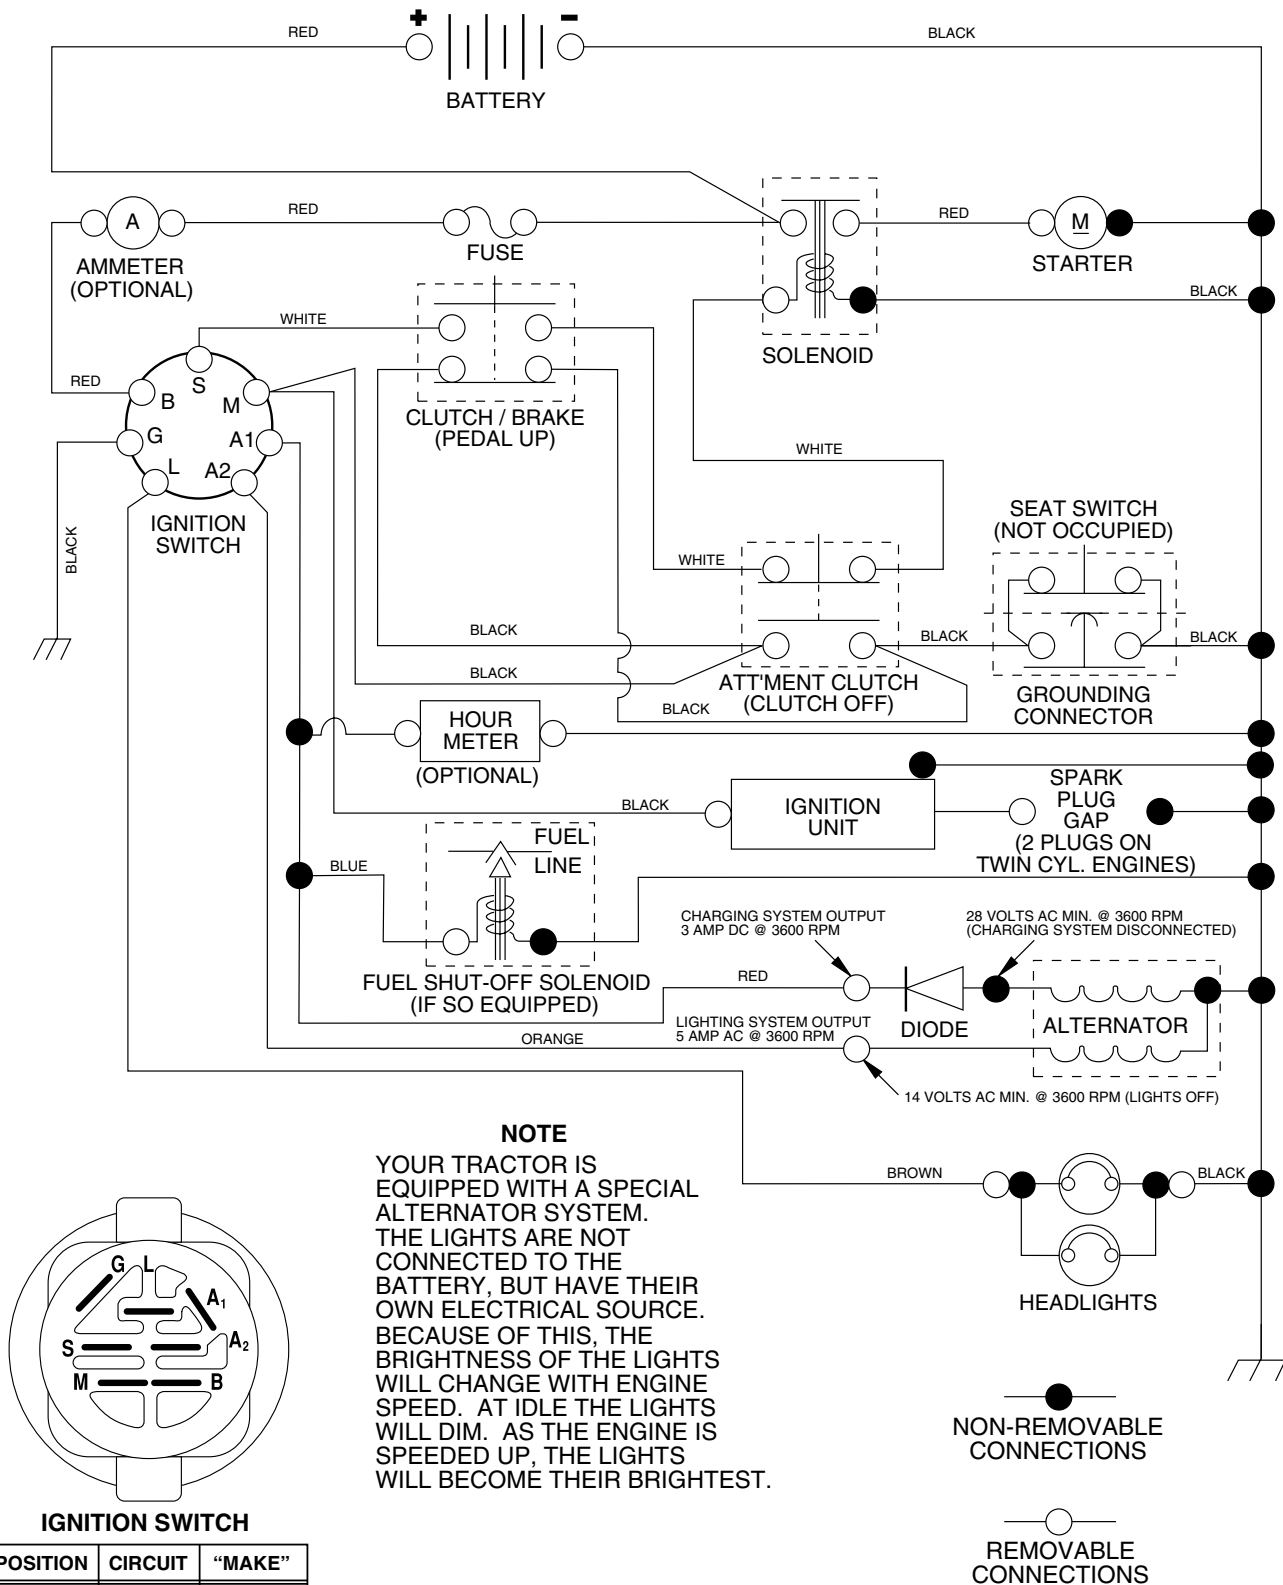 + -
RED
BLACK
BATTERY
RED
A
FUSE
RED
M
STARTER
AMMETER
(OPTIONAL)
WHITE
BLACK
SOLENOID
RED
S
B
M
G
A1
L
A2
CLUTCH / BRAKE
(PEDAL UP)
WHITE
IGNITION
SWITCH
BLACK
SEAT SWITCH
(NOT OCCUPIED)
WHITE
BLACK
BLACK
BLACK
BLACK
ATT'MENT CLUTCH
(CLUTCH OFF)
BLACK
GROUNDING
CONNECTOR
HOUR
METER
(OPTIONAL)
BLACK
IGNITION
UNIT
SPARK
PLUG
GAP
(2 PLUGS ON
TWIN CYL. ENGINES)
FUEL
LINE
BLUE
FUEL SHUT-OFF SOLENOID
(IF SO EQUIPPED)
CHARGING SYSTEM OUTPUT
3 AMP DC @ 3600 RPM
28 VOLTS AC MIN. @ 3600 RPM
(CHARGING SYSTEM DISCONNECTED)
RED
DIODE
ALTERNATOR
LIGHTING SYSTEM OUTPUT
5 AMP AC @ 3600 RPM
ORANGE
14 VOLTS AC MIN. @ 3600 RPM (LIGHTS OFF)
NOTE
YOUR TRACTOR IS
EQUIPPED WITH A SPECIAL
ALTERNATOR SYSTEM.
THE LIGHTS ARE NOT
CONNECTED TO THE
BATTERY, BUT HAVE THEIR
OWN ELECTRICAL SOURCE.
BECAUSE OF THIS, THE
BRIGHTNESS OF THE LIGHTS
WILL CHANGE WITH ENGINE
SPEED. AT IDLE THE LIGHTS
WILL DIM. AS THE ENGINE IS
SPEEDED UP, THE LIGHTS
WILL BECOME THEIR BRIGHTEST.
BROWN
BLACK
HEADLIGHTS
G L
A1
S
A2
M B
IGNITION SWITCH
POSITION CIRCUIT “MAKE”
NON-REMOVABLE
CONNECTIONS
REMOVABLE
CONNECTIONS